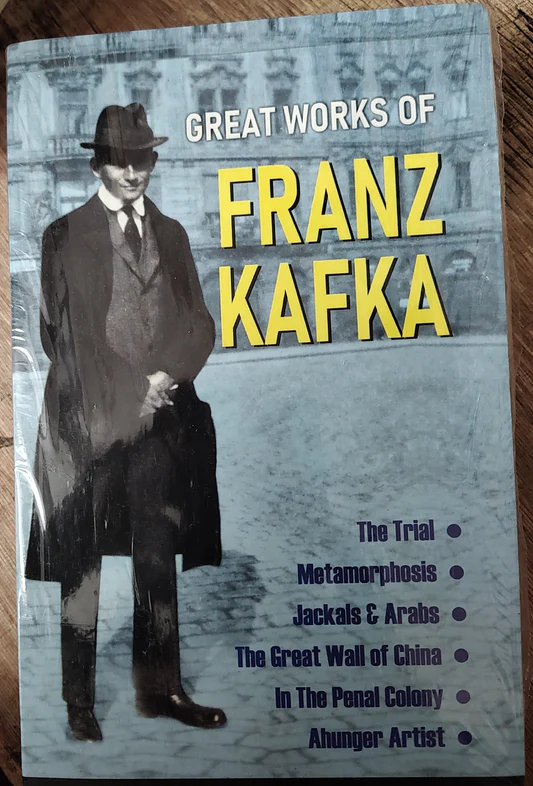 GREAT WORKS OF
FRANZ
KAFKA
The Trial ●
Metamorphosis ●
Jackals & Arabs ●
The Great Wall of China ●
In The Penal Colony ●
Ahunger Artist ●